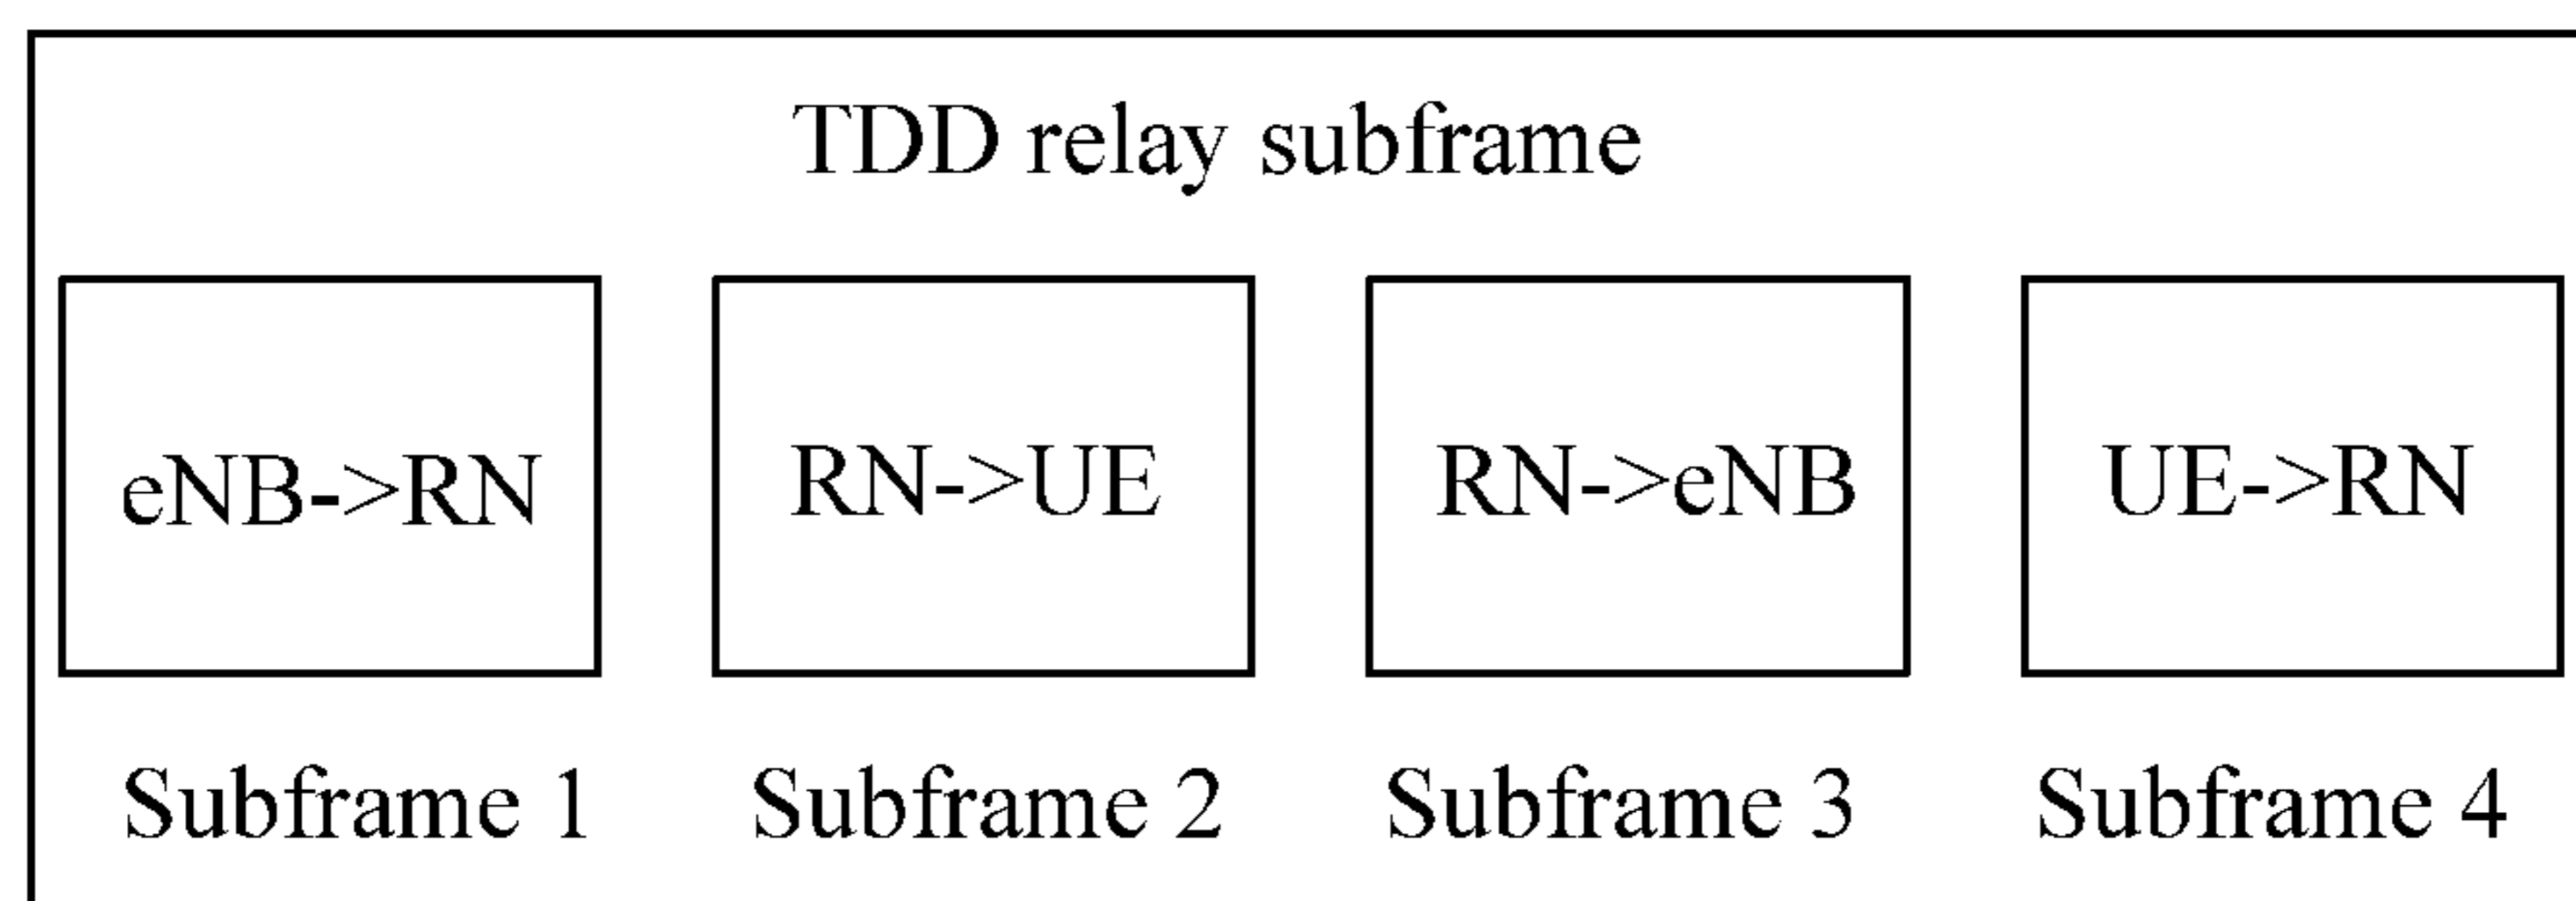 TDD relay subframe
eNB->RN RN->UE RN->eNB UE->RN
Subframe 1 Subframe 2 Subframe 3 Subframe 4